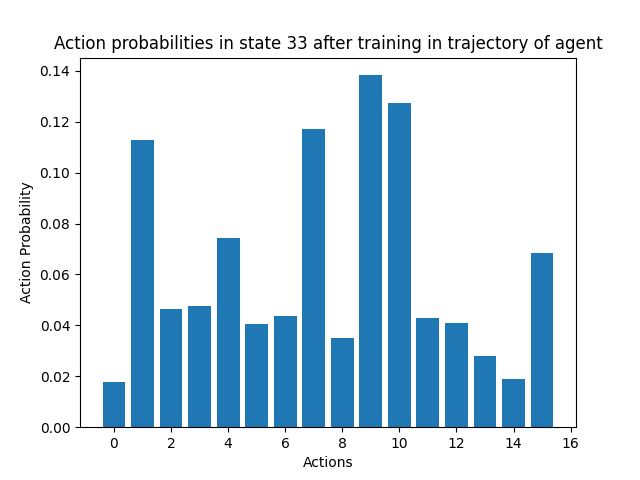 Action probabilities in state 33 after training in trajectory of agent
0.14
0.12
0.10
0.08
0.06
0.04
0.02
0.00
Action Probability
0 2 4 6 8 10 12 14 16
Actions